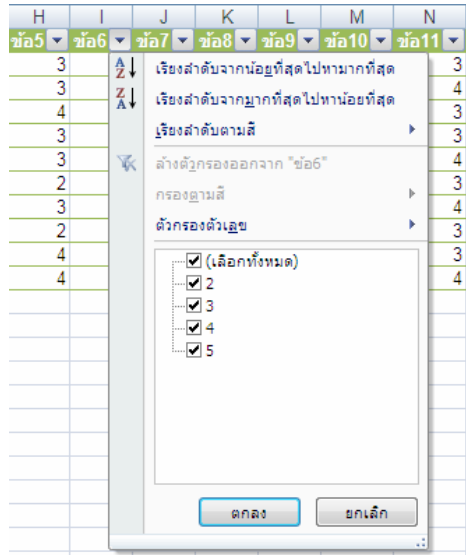 H I J K L M N
ข้อ5 ข้อ6 ข้อ7 ข้อ8 ข้อ9 ข้อ10 ข้อ11
3 3
3 4
4 3
3 3
3 4
2 3
3 4
2 3
4 3
4 4
เรียงลำดับจากน้อยที่สุดไปหามากที่สุด
เรียงลำดับจากมากที่สุดไปหาน้อยที่สุด
เรียงลำดับตามสี
ล้างตัวกรองออกจาก "ข้อ6"
กรองตามสี
ตัวกรองตัวเลข
(เลือกทั้งหมด)
2
3
4
5
ตกลง ยกเลิก